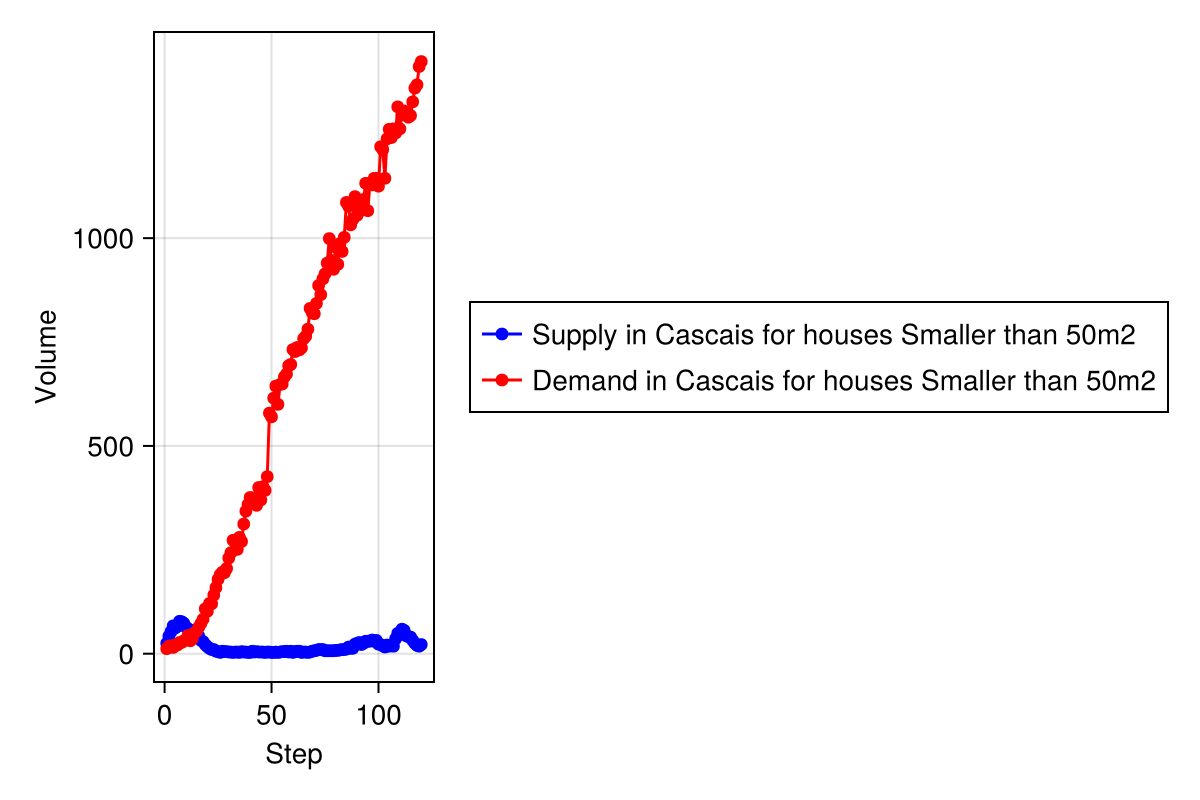 Volume
1000
500
0
0 50 100
Step
Supply in Cascais for houses Smaller than 50m2
Demand in Cascais for houses Smaller than 50m2